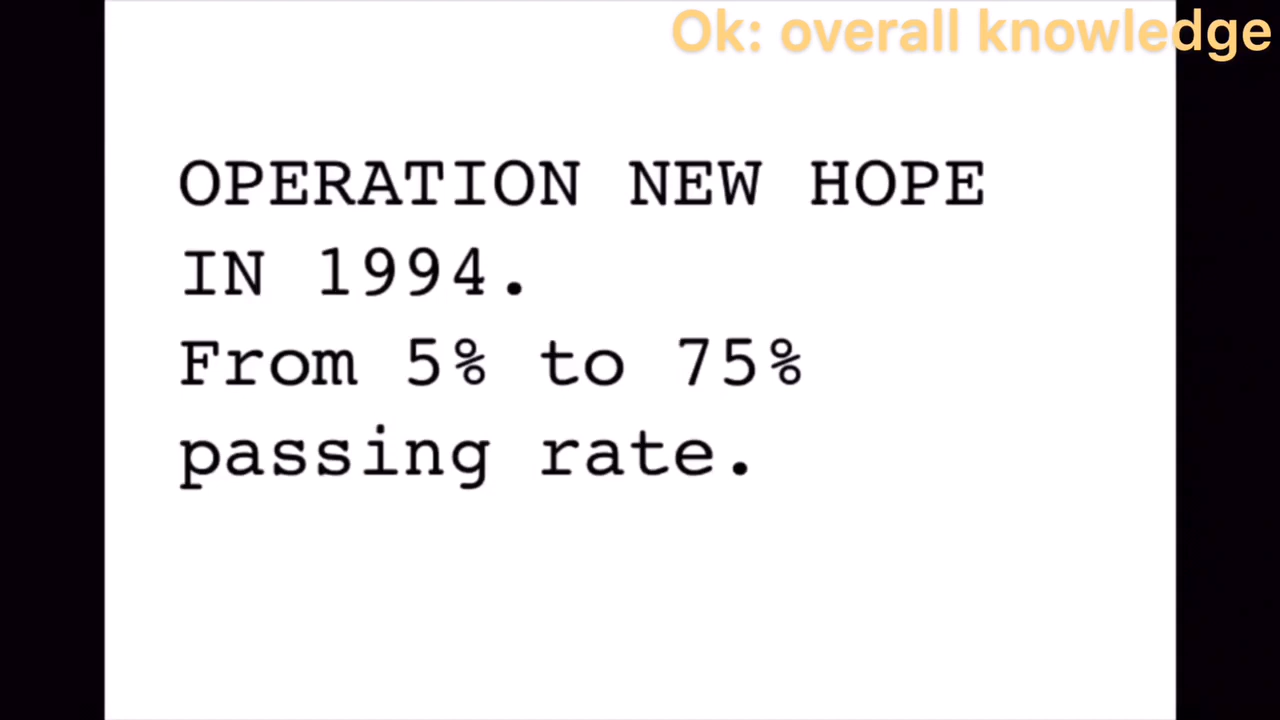 Ok: overall knowledge
OPERATION NEW HOPE
IN 1994.
From 5% to 75%
passing rate.